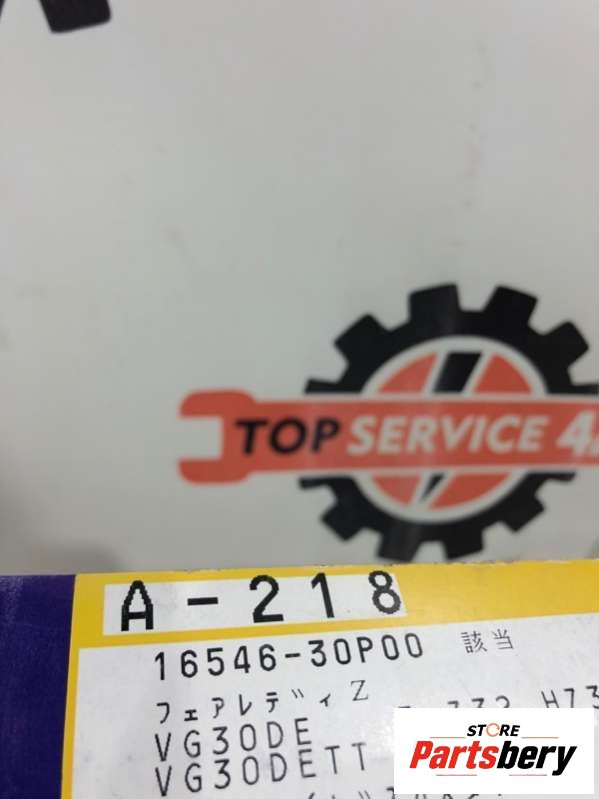 TOP SERVICE
A-218
16546-30P00 該当
フェアレディZ
VG30DE
VG30DETT
STORE
Partsbery